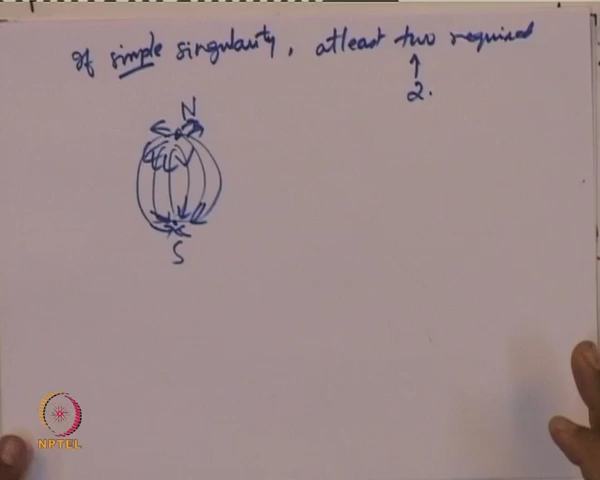 If simple singularity, atleast two required
2.
N
S
NPTEL